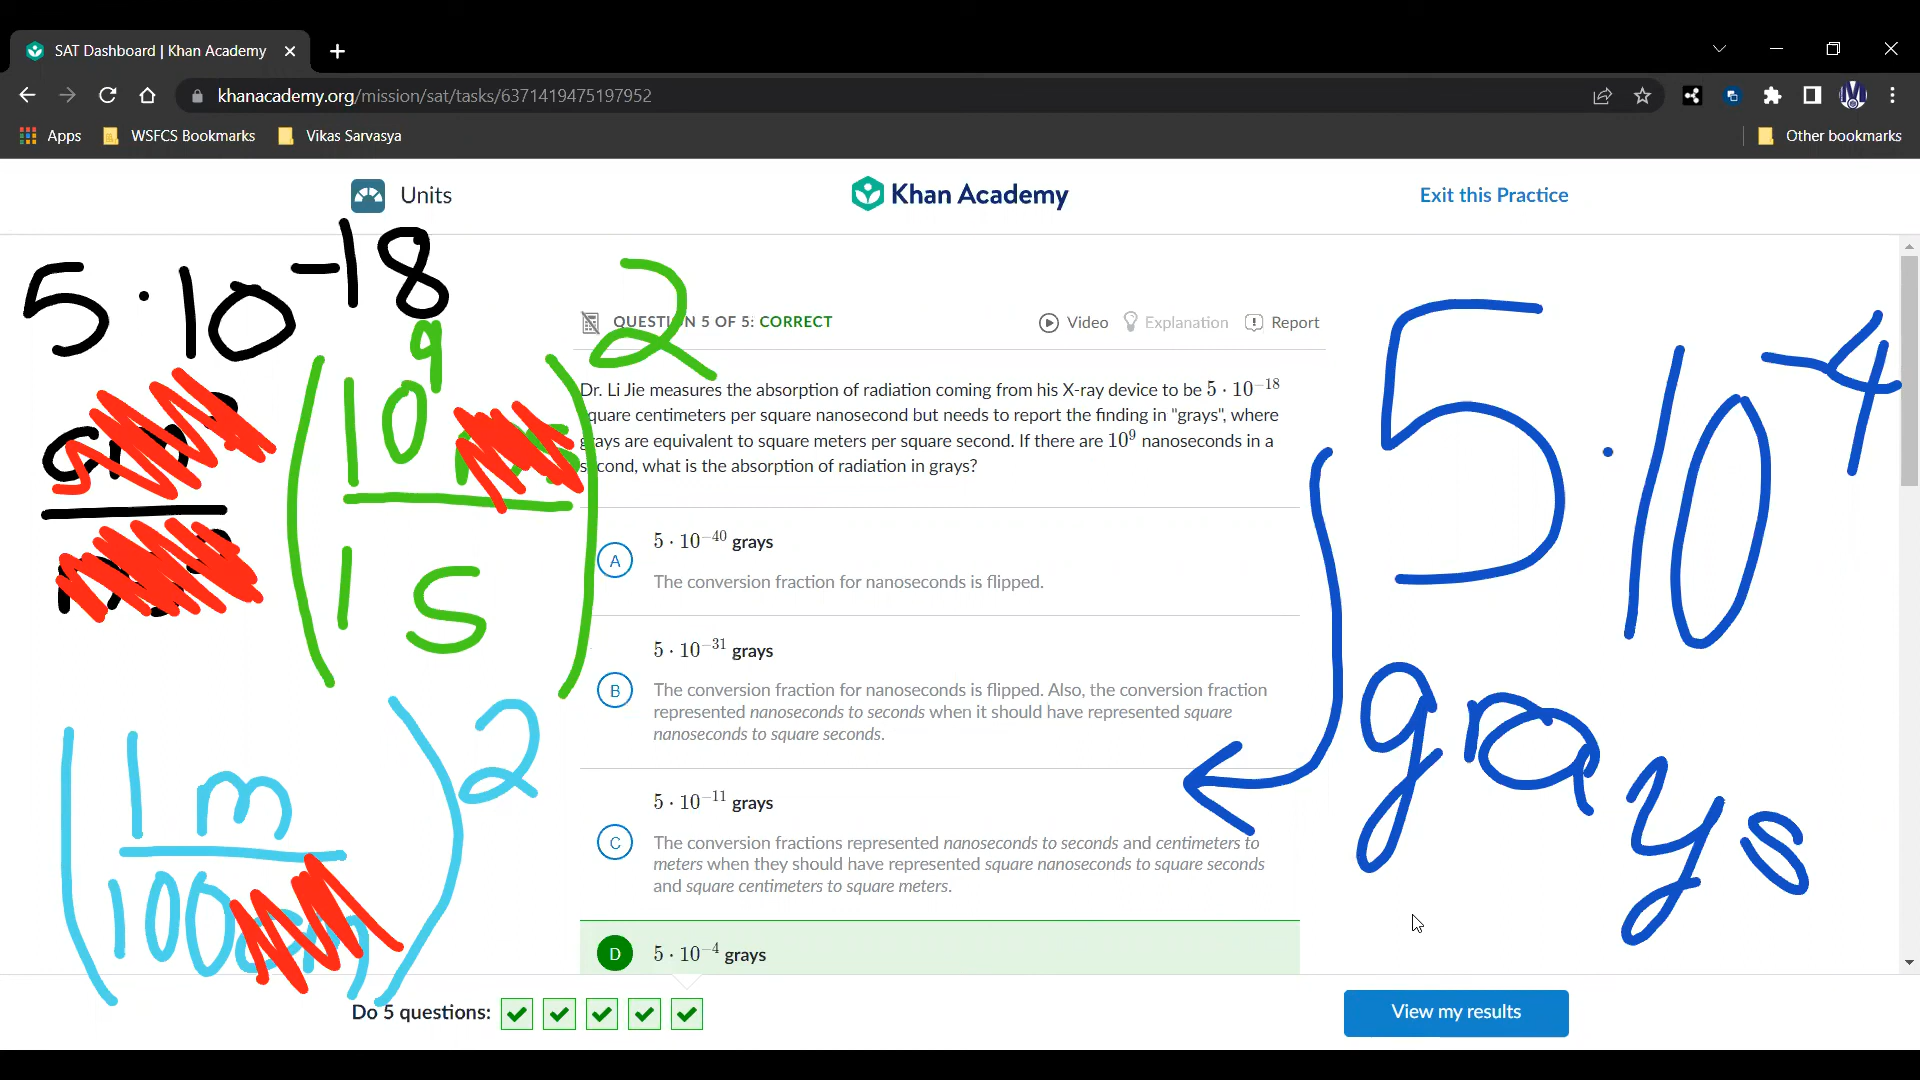 SAT Dashboard | Khan Academy
khanacademy.org/mission/sat/tasks/6371419475197952
Apps WSFCS Bookmarks Vikas Sarvasya Other bookmarks
Units Khan Academy Exit this Practice
5·10^-18
QUESTION 5 OF 5: CORRECT Video Explanation Report
Dr. Li Jie measures the absorption of radiation coming from his X-ray device to be 5 · 10^-18
square centimeters per square nanosecond but needs to report the finding in "grays", where
grays are equivalent to square meters per square second. If there are 10^9 nanoseconds in a
second, what is the absorption of radiation in grays?
(10^9
1 s)^2
A 5 · 10^-40 grays
The conversion fraction for nanoseconds is flipped.
B 5 · 10^-31 grays
The conversion fraction for nanoseconds is flipped. Also, the conversion fraction
represented nanoseconds to seconds when it should have represented square
nanoseconds to square seconds.
C 5 · 10^-11 grays
The conversion fractions represented nanoseconds to seconds and centimeters to
meters when they should have represented square nanoseconds to square seconds
and square centimeters to square meters.
D 5 · 10^-4 grays
(1 m
100 cm)^2
5·10^-4
grays
Do 5 questions: View my results